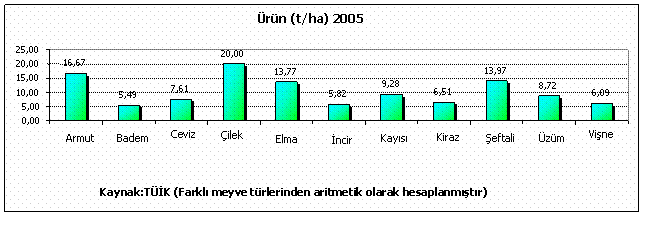 Ürün (t/ha) 2005
25,00
20,00
15,00
10,00
5,00
0,00
16,67
5,49
7,61
20,00
13,77
5,82
9,28
6,51
13,97
8,72
6,09
Armut
Badem
Ceviz
Çilek
Elma
İncir
Kayısı
Kiraz
Şeftali
Üzüm
Vişne
Kaynak:TÜİK (Farklı meyve türlerinden aritmetik olarak hesaplanmıştır)